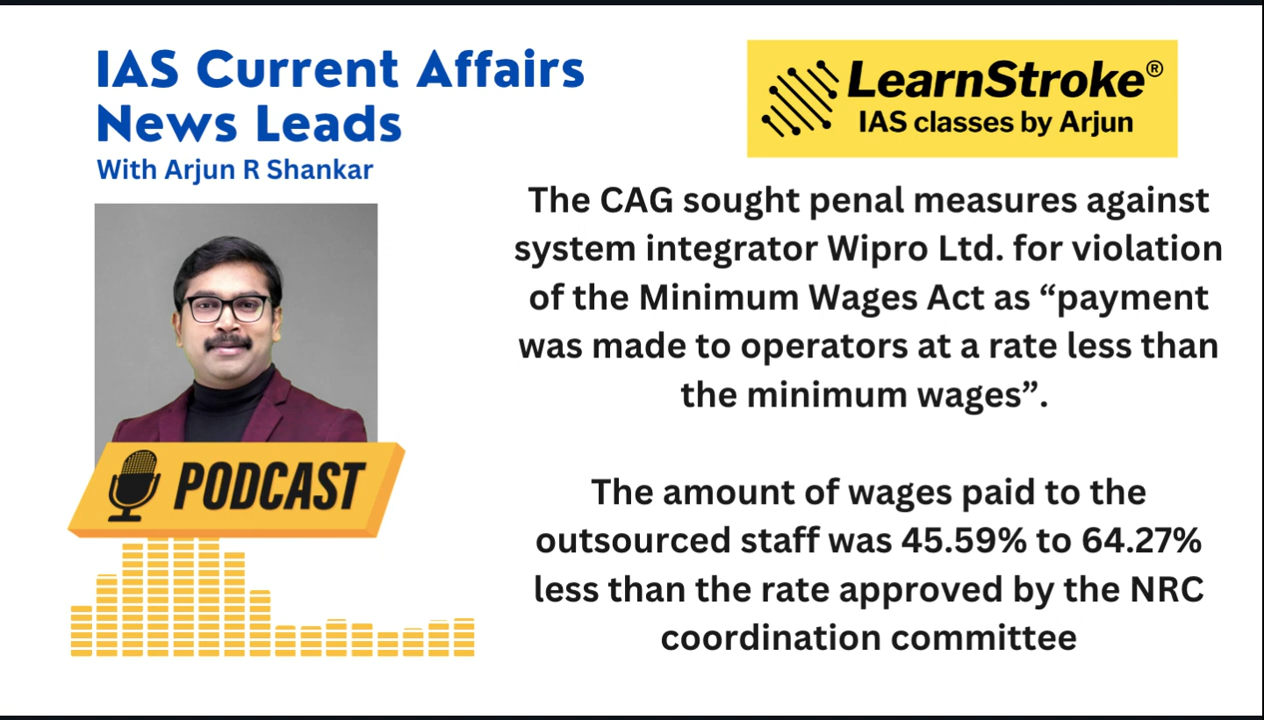 IAS Current Affairs
News Leads
With Arjun R Shankar
LearnStroke®
IAS classes by Arjun
The CAG sought penal measures against
system integrator Wipro Ltd. for violation
of the Minimum Wages Act as “payment
was made to operators at a rate less than
the minimum wages”.
The amount of wages paid to the
outsourced staff was 45.59% to 64.27%
less than the rate approved by the NRC
coordination committee
PODCAST